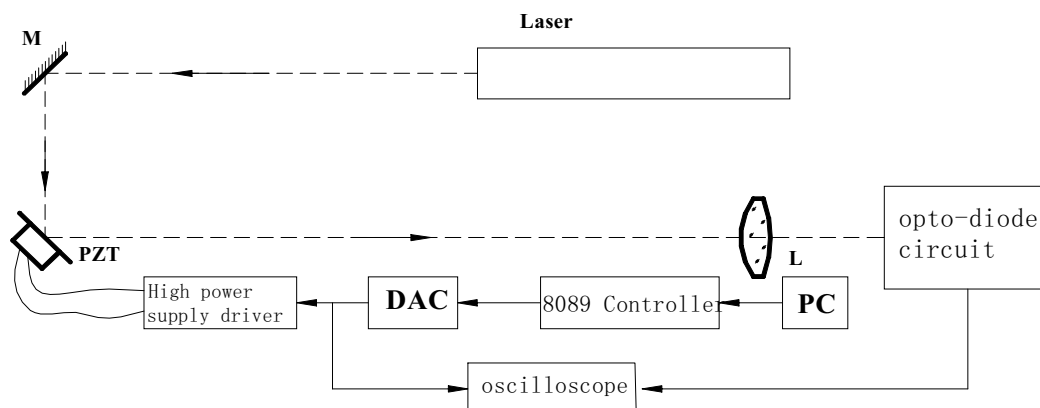 Laser
M
opto-diode
circuit
PZT
L
High power
supply driver
DAC
8089 Controller
PC
oscilloscope